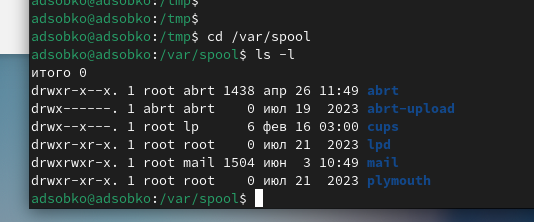 adsobko@adsobko:/tmp$
adsobko@adsobko:/tmp$
adsobko@adsobko:/tmp$ cd /var/spool
adsobko@adsobko:/var/spool$ ls -l
итого 0
drwxr-x--x. 1 root abrt 1438 апр 26 11:49 abrt
drwx------. 1 abrt abrt    0 июл 19  2023 abrt-upload
drwx--x---. 1 root lp      6 фев 16 03:00 cups
drwxr-xr-x. 1 root root    0 июл 21  2023 lpd
drwxrwxr-x. 1 root mail 1504 июн  3 10:49 mail
drwxr-xr-x. 1 root root    0 июл 21  2023 plymouth
adsobko@adsobko:/var/spool$